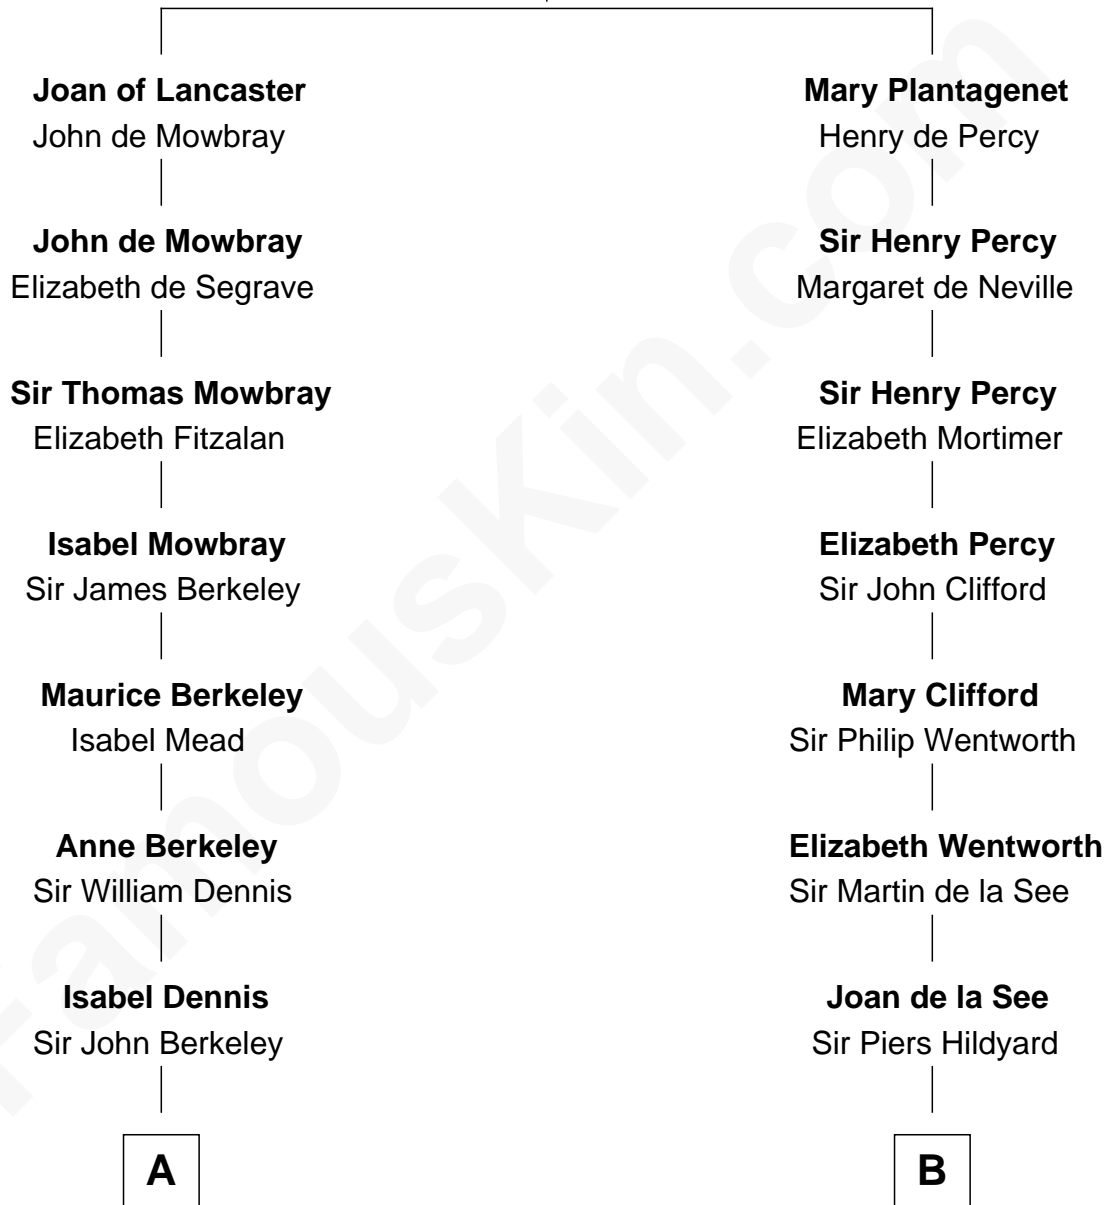 Joan of Lancaster
John de Mowbray
John de Mowbray
Elizabeth de Segrave
Sir Thomas Mowbray
Elizabeth Fitzalan
Isabel Mowbray
Sir James Berkeley
Maurice Berkeley
Isabel Mead
Anne Berkeley
Sir William Dennis
Isabel Dennis
Sir John Berkeley
A
Mary Plantagenet
Henry de Percy
Sir Henry Percy
Margaret de Neville
Sir Henry Percy
Elizabeth Mortimer
Elizabeth Percy
Sir John Clifford
Mary Clifford
Sir Philip Wentworth
Elizabeth Wentworth
Sir Martin de la See
Joan de la See
Sir Piers Hildyard
B
FamousKin.com